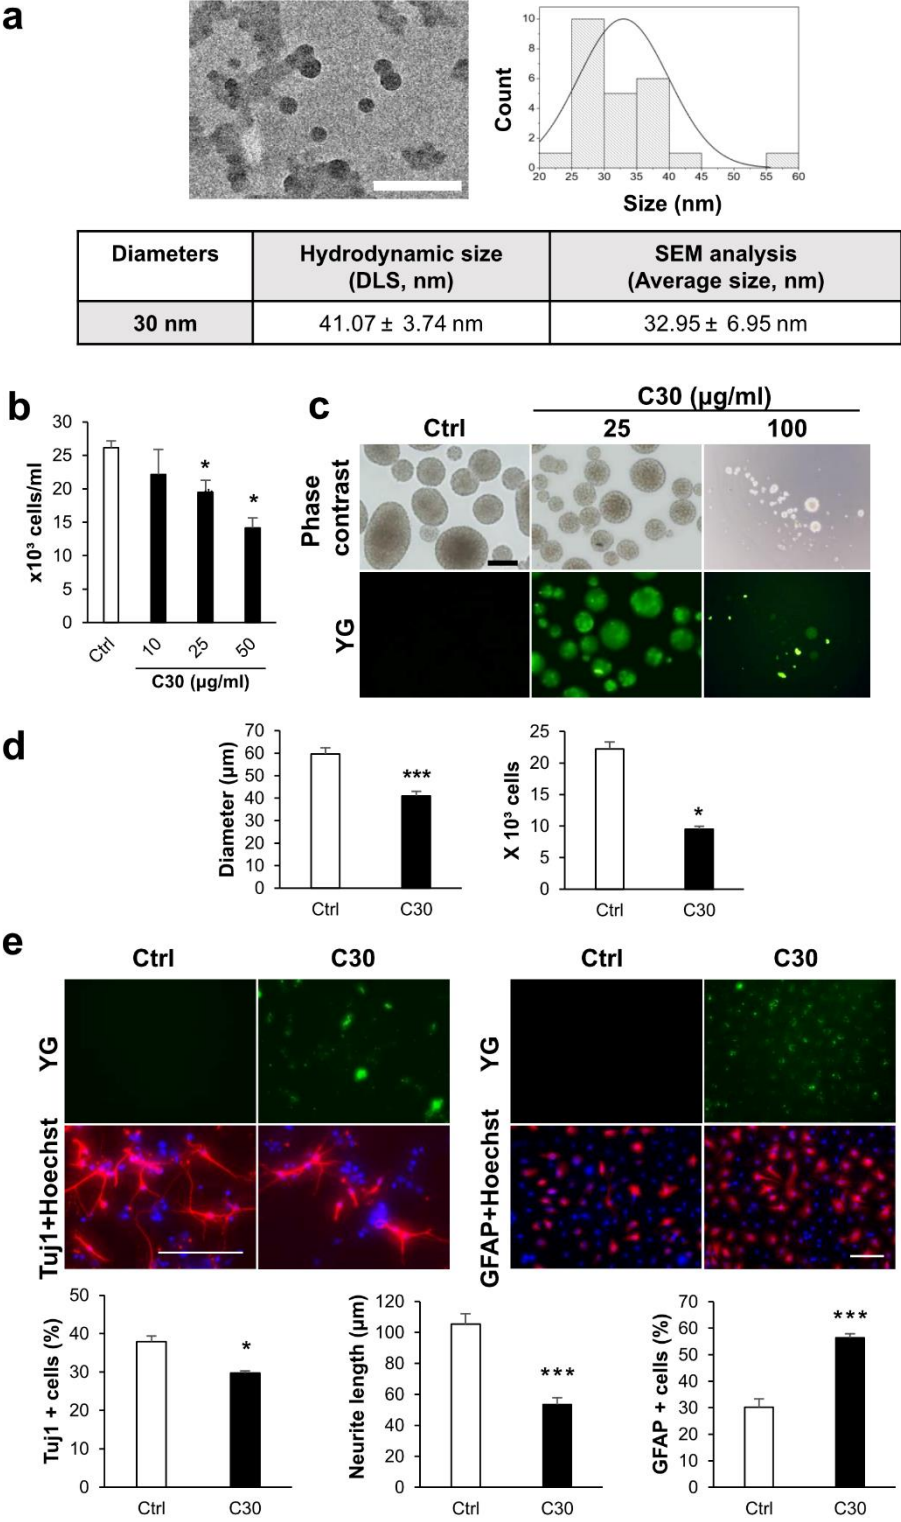 a
Count
10
8
6
4
2
0
20 25 30 35 40 45 50 55 60
Size (nm)
Diameters
Hydrodynamic size
(DLS, nm)
SEM analysis
(Average size, nm)
30 nm
41.07 ± 3.74 nm
32.95 ± 6.95 nm
b
x10³ cells/ml
30
25
20
15
10
5
0
*
*
Ctrl 10 25 50
C30 (µg/ml)
c
C30 (µg/ml)
Ctrl 25 100
Phase
contrast
YG
d
Diameter (µm)
70
60
50
40
30
20
10
0
***
Ctrl C30
X 10³ cells
25
20
15
10
5
0
*
Ctrl C30
e
Ctrl C30
YG
Tuj1+Hoechst
Ctrl C30
YG
GFAP+Hoechst
Tuj1 + cells (%)
50
40
30
20
10
0
*
Ctrl C30
Neurite length (µm)
120
100
80
60
40
20
0
***
Ctrl C30
GFAP + cells (%)
70
60
50
40
30
20
10
0
***
Ctrl C30